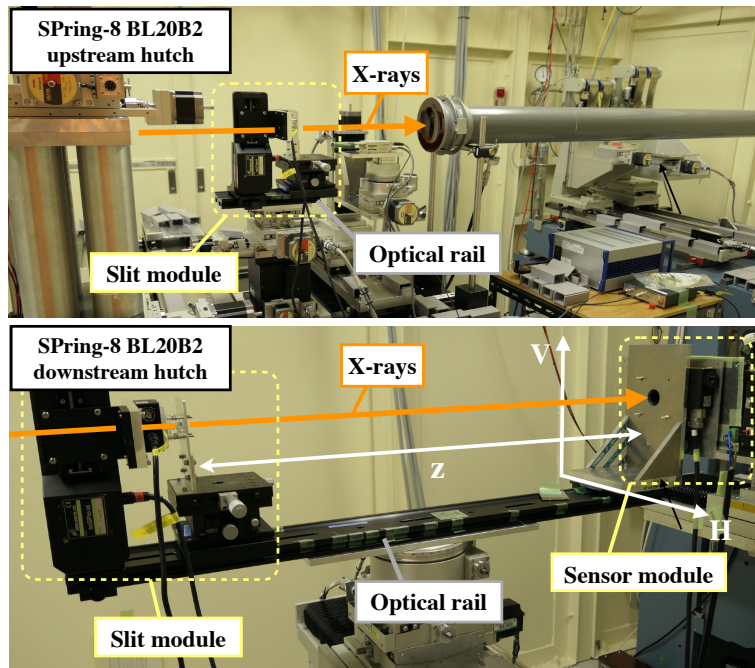 SPring-8 BL20B2
upstream hutch
X-rays
Optical rail
Slit module
SPring-8 BL20B2
downstream hutch
X-rays
V
z
H
Sensor module
Optical rail
Slit module